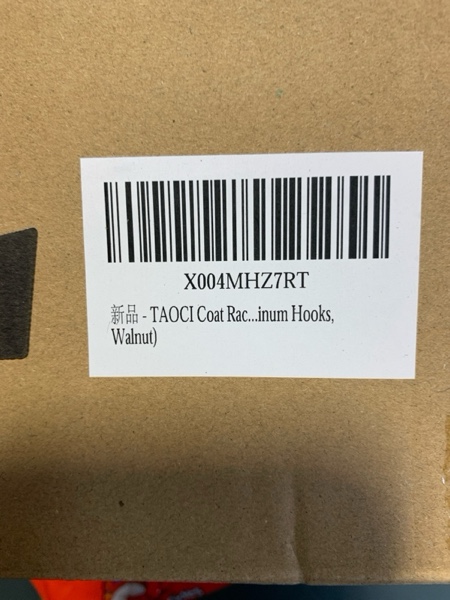 X004MHZ7RT
新品 - TAOCI Coat Rac...inum Hooks,
Walnut)